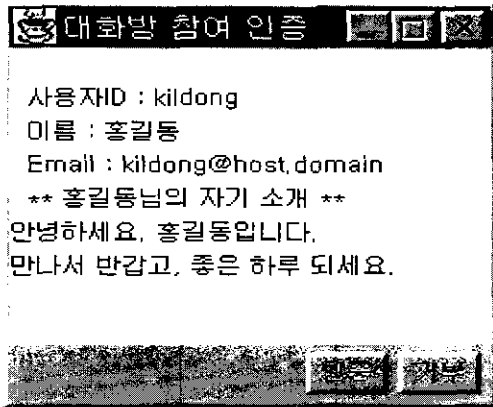 대화방 참여 인증
사용자ID : kildong
이름 : 홍길동
Email : kildong@host.domain
** 홍길동님의 자기 소개 **
안녕하세요. 홍길동입니다.
만나서 반갑고, 좋은 하루 되세요.